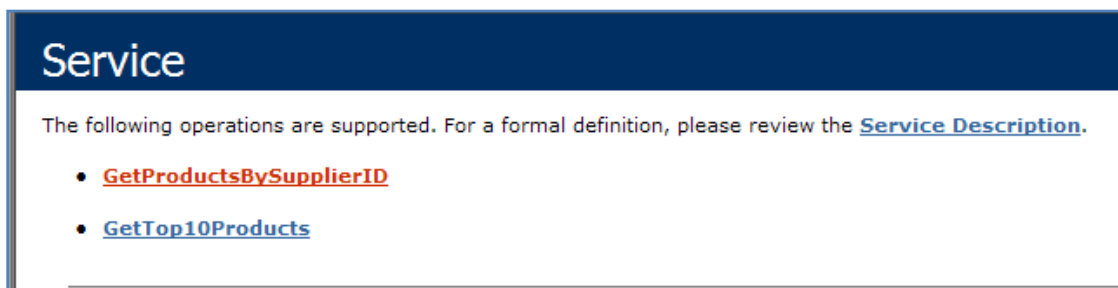 Service
The following operations are supported. For a formal definition, please review the Service Description.
GetProductsBySupplierID
GetTop10Products